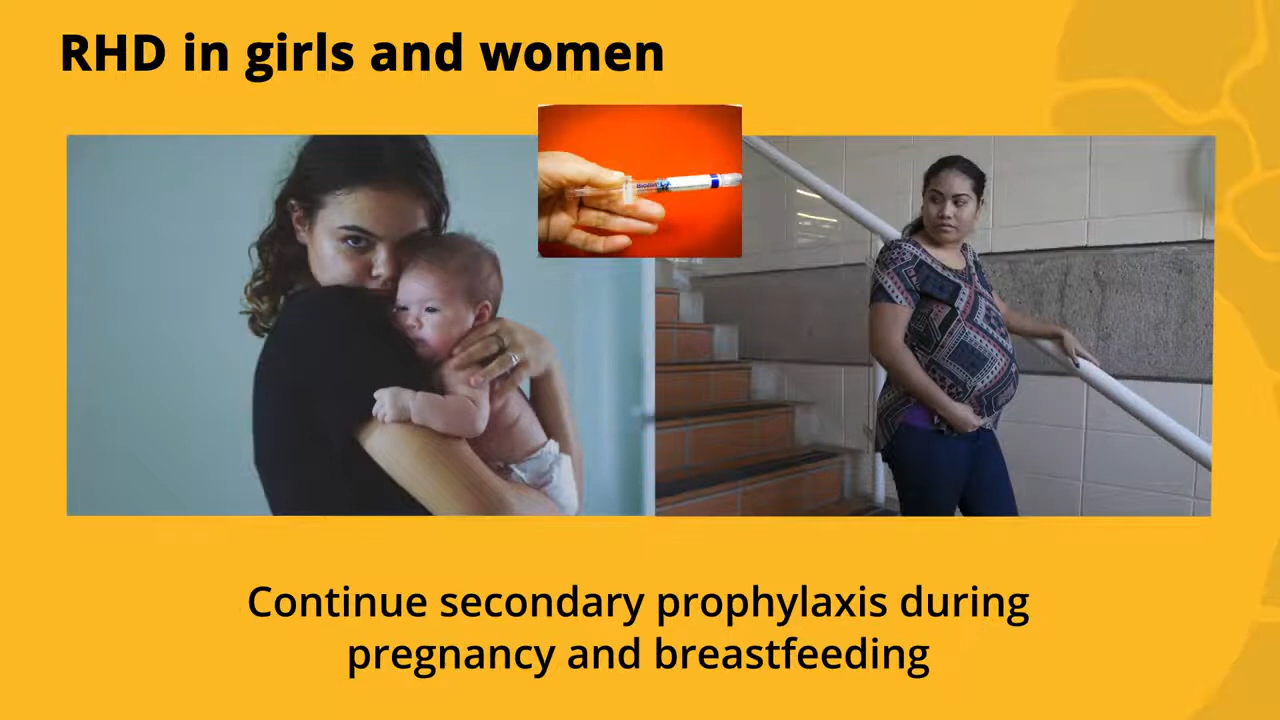 RHD in girls and women
Continue secondary prophylaxis during
pregnancy and breastfeeding